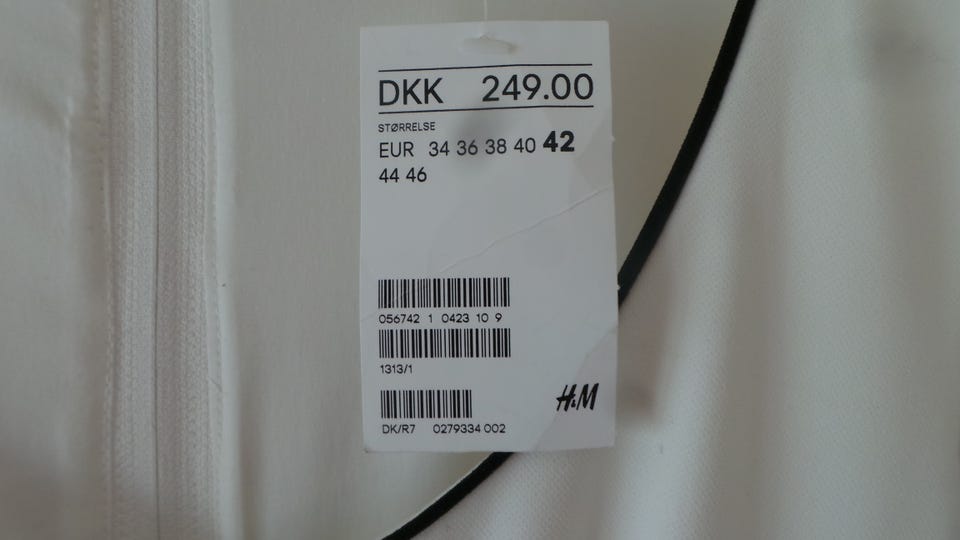 DKK 249.00
STØRRELSE
EUR 34 36 38 40 42
44 46
056742 1 0423 10 9
1313/1
H&M
DK/R7 0279334 002